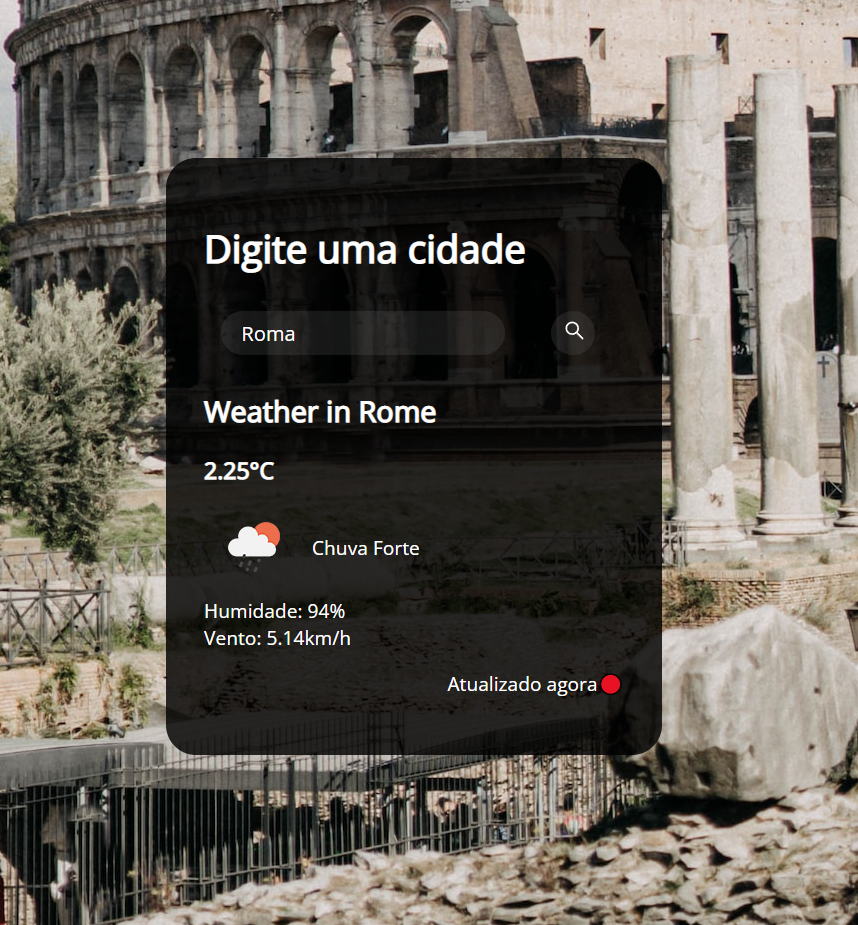 Digite uma cidade
Roma
Weather in Rome
2.25°C
Chuva Forte
Humidade: 94%
Vento: 5.14km/h
Atualizado agora